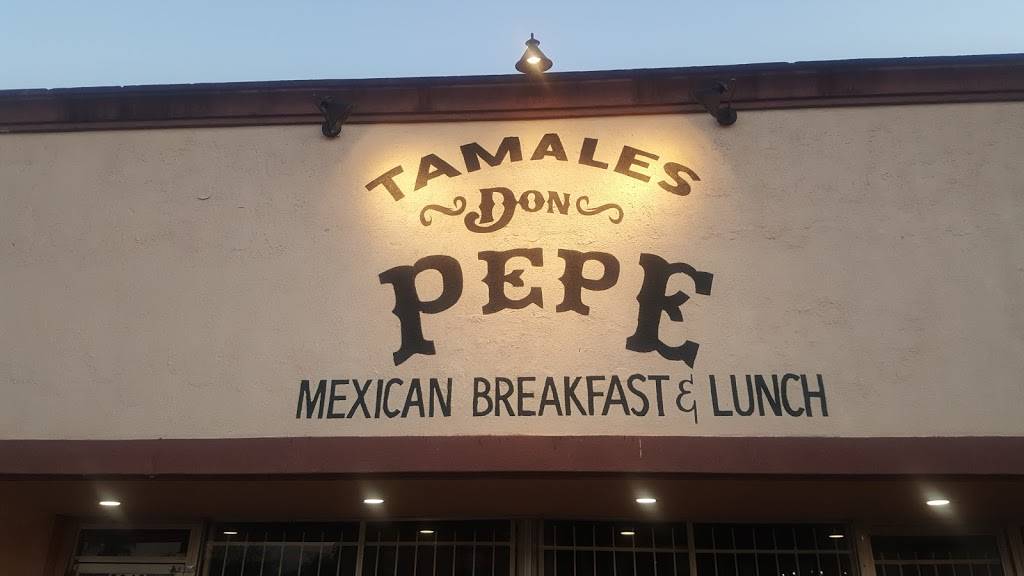 TAMALES
DON
PEPE
MEXICAN BREAKFAST & LUNCH